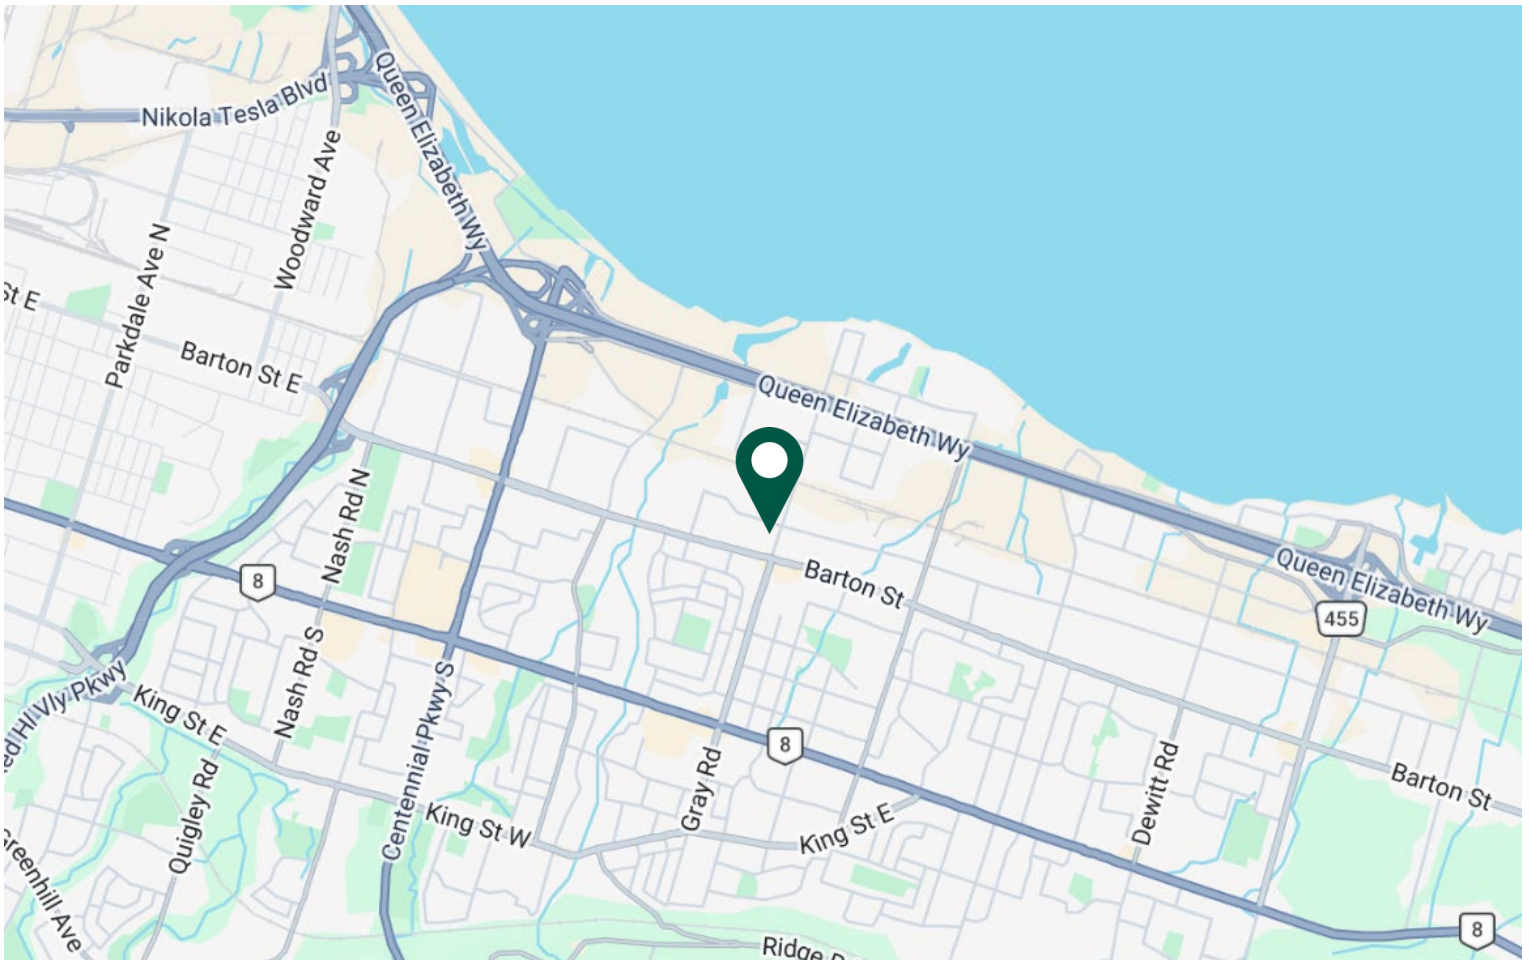 Queen Elizabeth Wy
Nikola Tesla Blvd
Woodward Ave
Parkdale Ave N
St E
Barton St E
Queen Elizabeth Wy
Nash Rd N
8
Barton St
Queen Elizabeth Wy
455
Nash Rd S
King St E
Centennial Pkwy S
Hl Vly Pkwy
8
Gray Rd
Quigley Rd
King St W
King St E
Dewitt Rd
Barton St
Greenhill Ave
8
Ridge